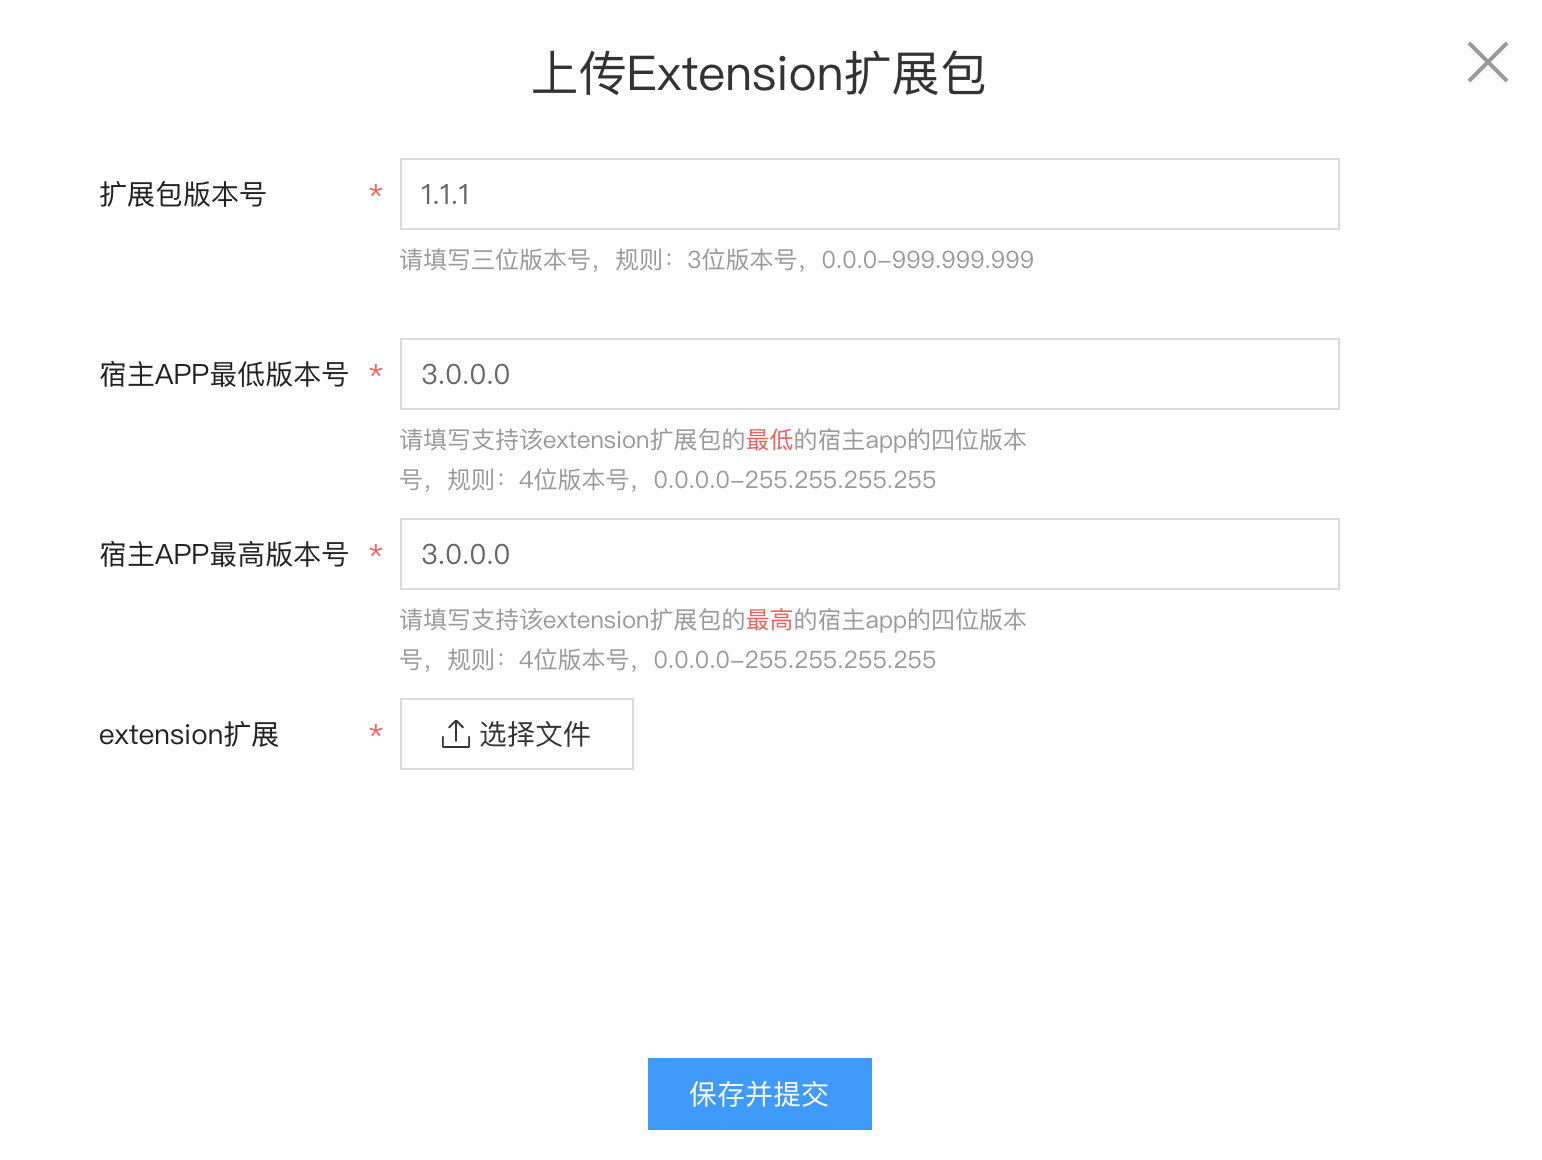 上传Extension扩展包
扩展包版本号 * 1.1.1
请填写三位版本号，规则：3位版本号，0.0.0-999.999.999
宿主APP最低版本号 * 3.0.0.0
请填写支持该extension扩展包的最低的宿主app的四位版本
号，规则：4位版本号，0.0.0.0-255.255.255.255
宿主APP最高版本号 * 3.0.0.0
请填写支持该extension扩展包的最高的宿主app的四位版本
号，规则：4位版本号，0.0.0.0-255.255.255.255
extension扩展 * 选择文件
保存并提交